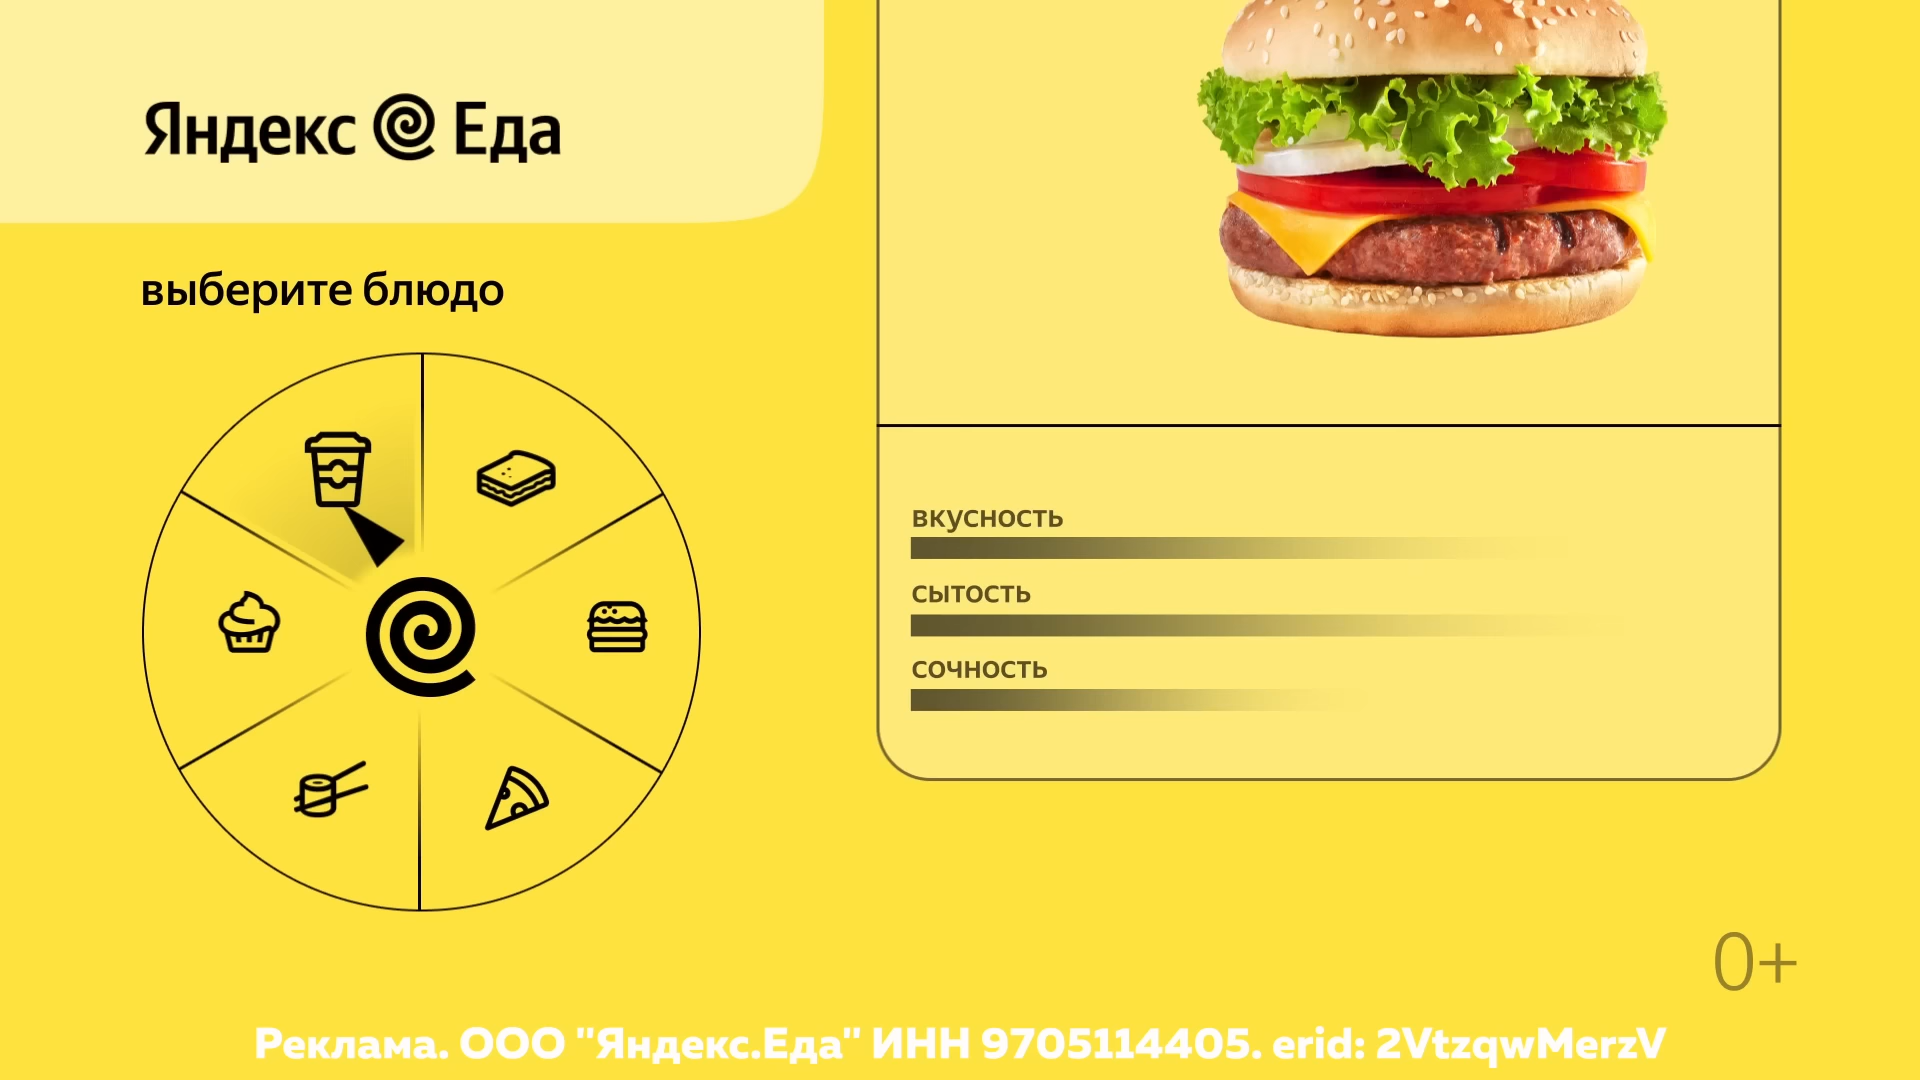 Яндекс Еда
выберите блюдо
вкусность
сытость
сочность
0+
Реклама. ООО "Яндекс.Еда" ИНН 9705114405. erid: 2VtzqwMerzV